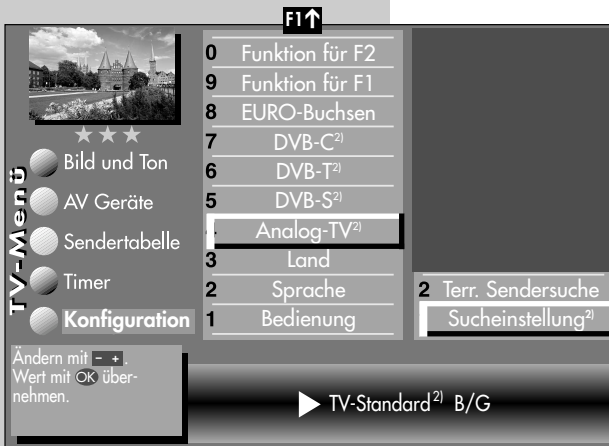 F1↑
0 Funktion für F2
9 Funktion für F1
8 EURO-Buchsen
7 DVB-C2)
6 DVB-T2)
5 DVB-S2)
Analog-TV2)
3 Land
2 Sprache
1 Bedienung
TV-Menü
Bild und Ton
AV Geräte
Sendertabelle
Timer
Konfiguration
2 Terr. Sendersuche
Sucheinstellung2)
Ändern mit - + .
Wert mit OK über-
nehmen.
TV-Standard2) B/G